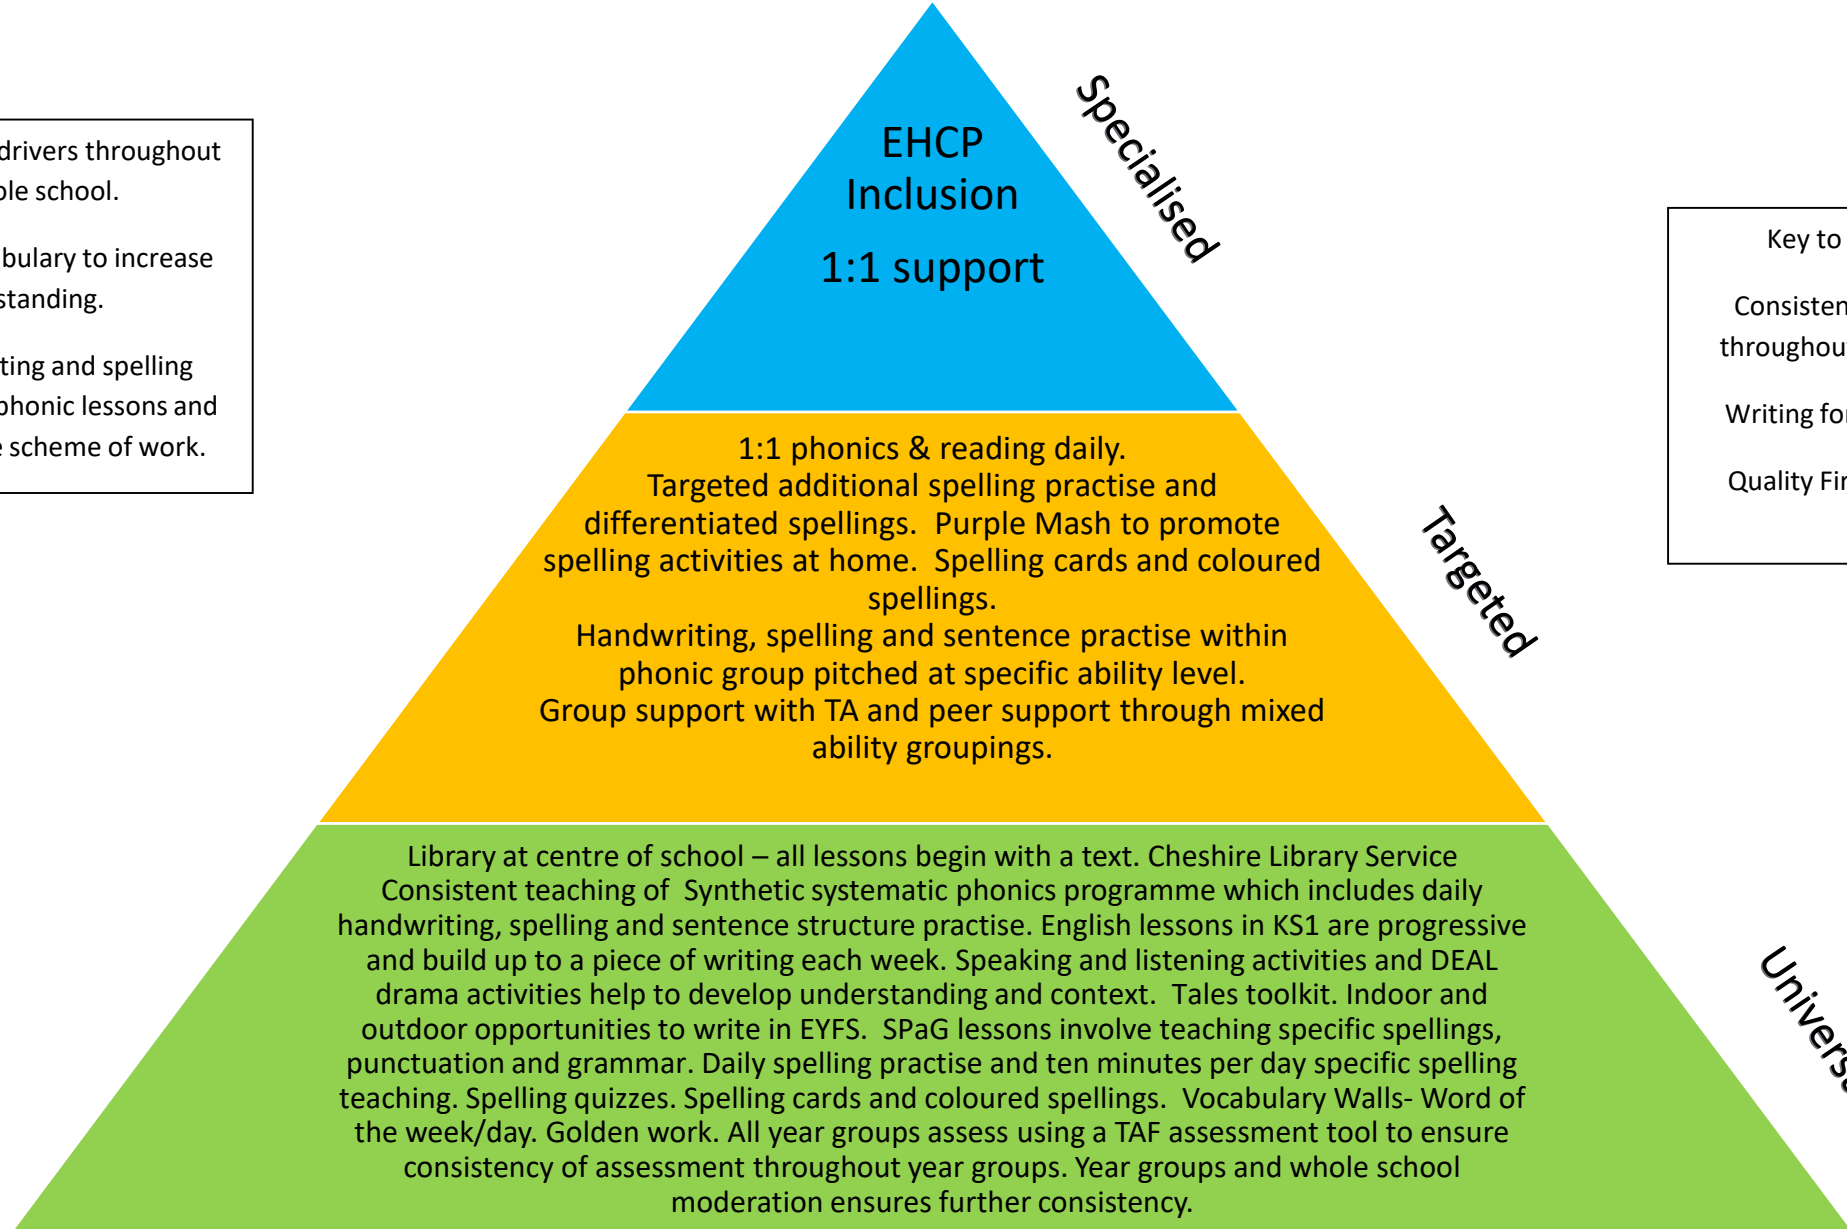 drivers throughout
ole school.
bulary to increase
standing.
ting and spelling
phonic lessons and
scheme of work.
EHCP
Inclusion
1:1 support
Specialised
Key to
Consisten
throughou
Writing for
Quality Fir
1:1 phonics & reading daily.
Targeted additional spelling practise and
differentiated spellings. Purple Mash to promote
spelling activities at home. Spelling cards and coloured
spellings.
Handwriting, spelling and sentence practise within
phonic group pitched at specific ability level.
Group support with TA and peer support through mixed
ability groupings.
Targeted
Library at centre of school – all lessons begin with a text. Cheshire Library Service
Consistent teaching of Synthetic systematic phonics programme which includes daily
handwriting, spelling and sentence structure practise. English lessons in KS1 are progressive
and build up to a piece of writing each week. Speaking and listening activities and DEAL
drama activities help to develop understanding and context. Tales toolkit. Indoor and
outdoor opportunities to write in EYFS. SPaG lessons involve teaching specific spellings,
punctuation and grammar. Daily spelling practise and ten minutes per day specific spelling
teaching. Spelling quizzes. Spelling cards and coloured spellings. Vocabulary Walls- Word of
the week/day. Golden work. All year groups assess using a TAF assessment tool to ensure
consistency of assessment throughout year groups. Year groups and whole school
moderation ensures further consistency.
Univers